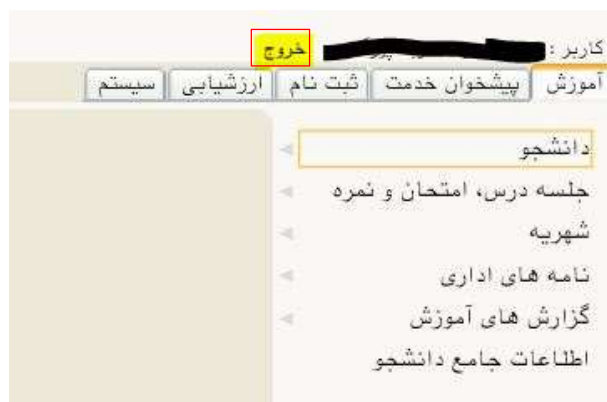 کاربر : خروج
آموزش پیشخوان خدمت ثبت نام ارزشیابی سیستم
دانشجو
جلسه درس، امتحان و نمره
شهریه
نامه های اداری
گزارش های آموزش
اطلاعات جامع دانشجو